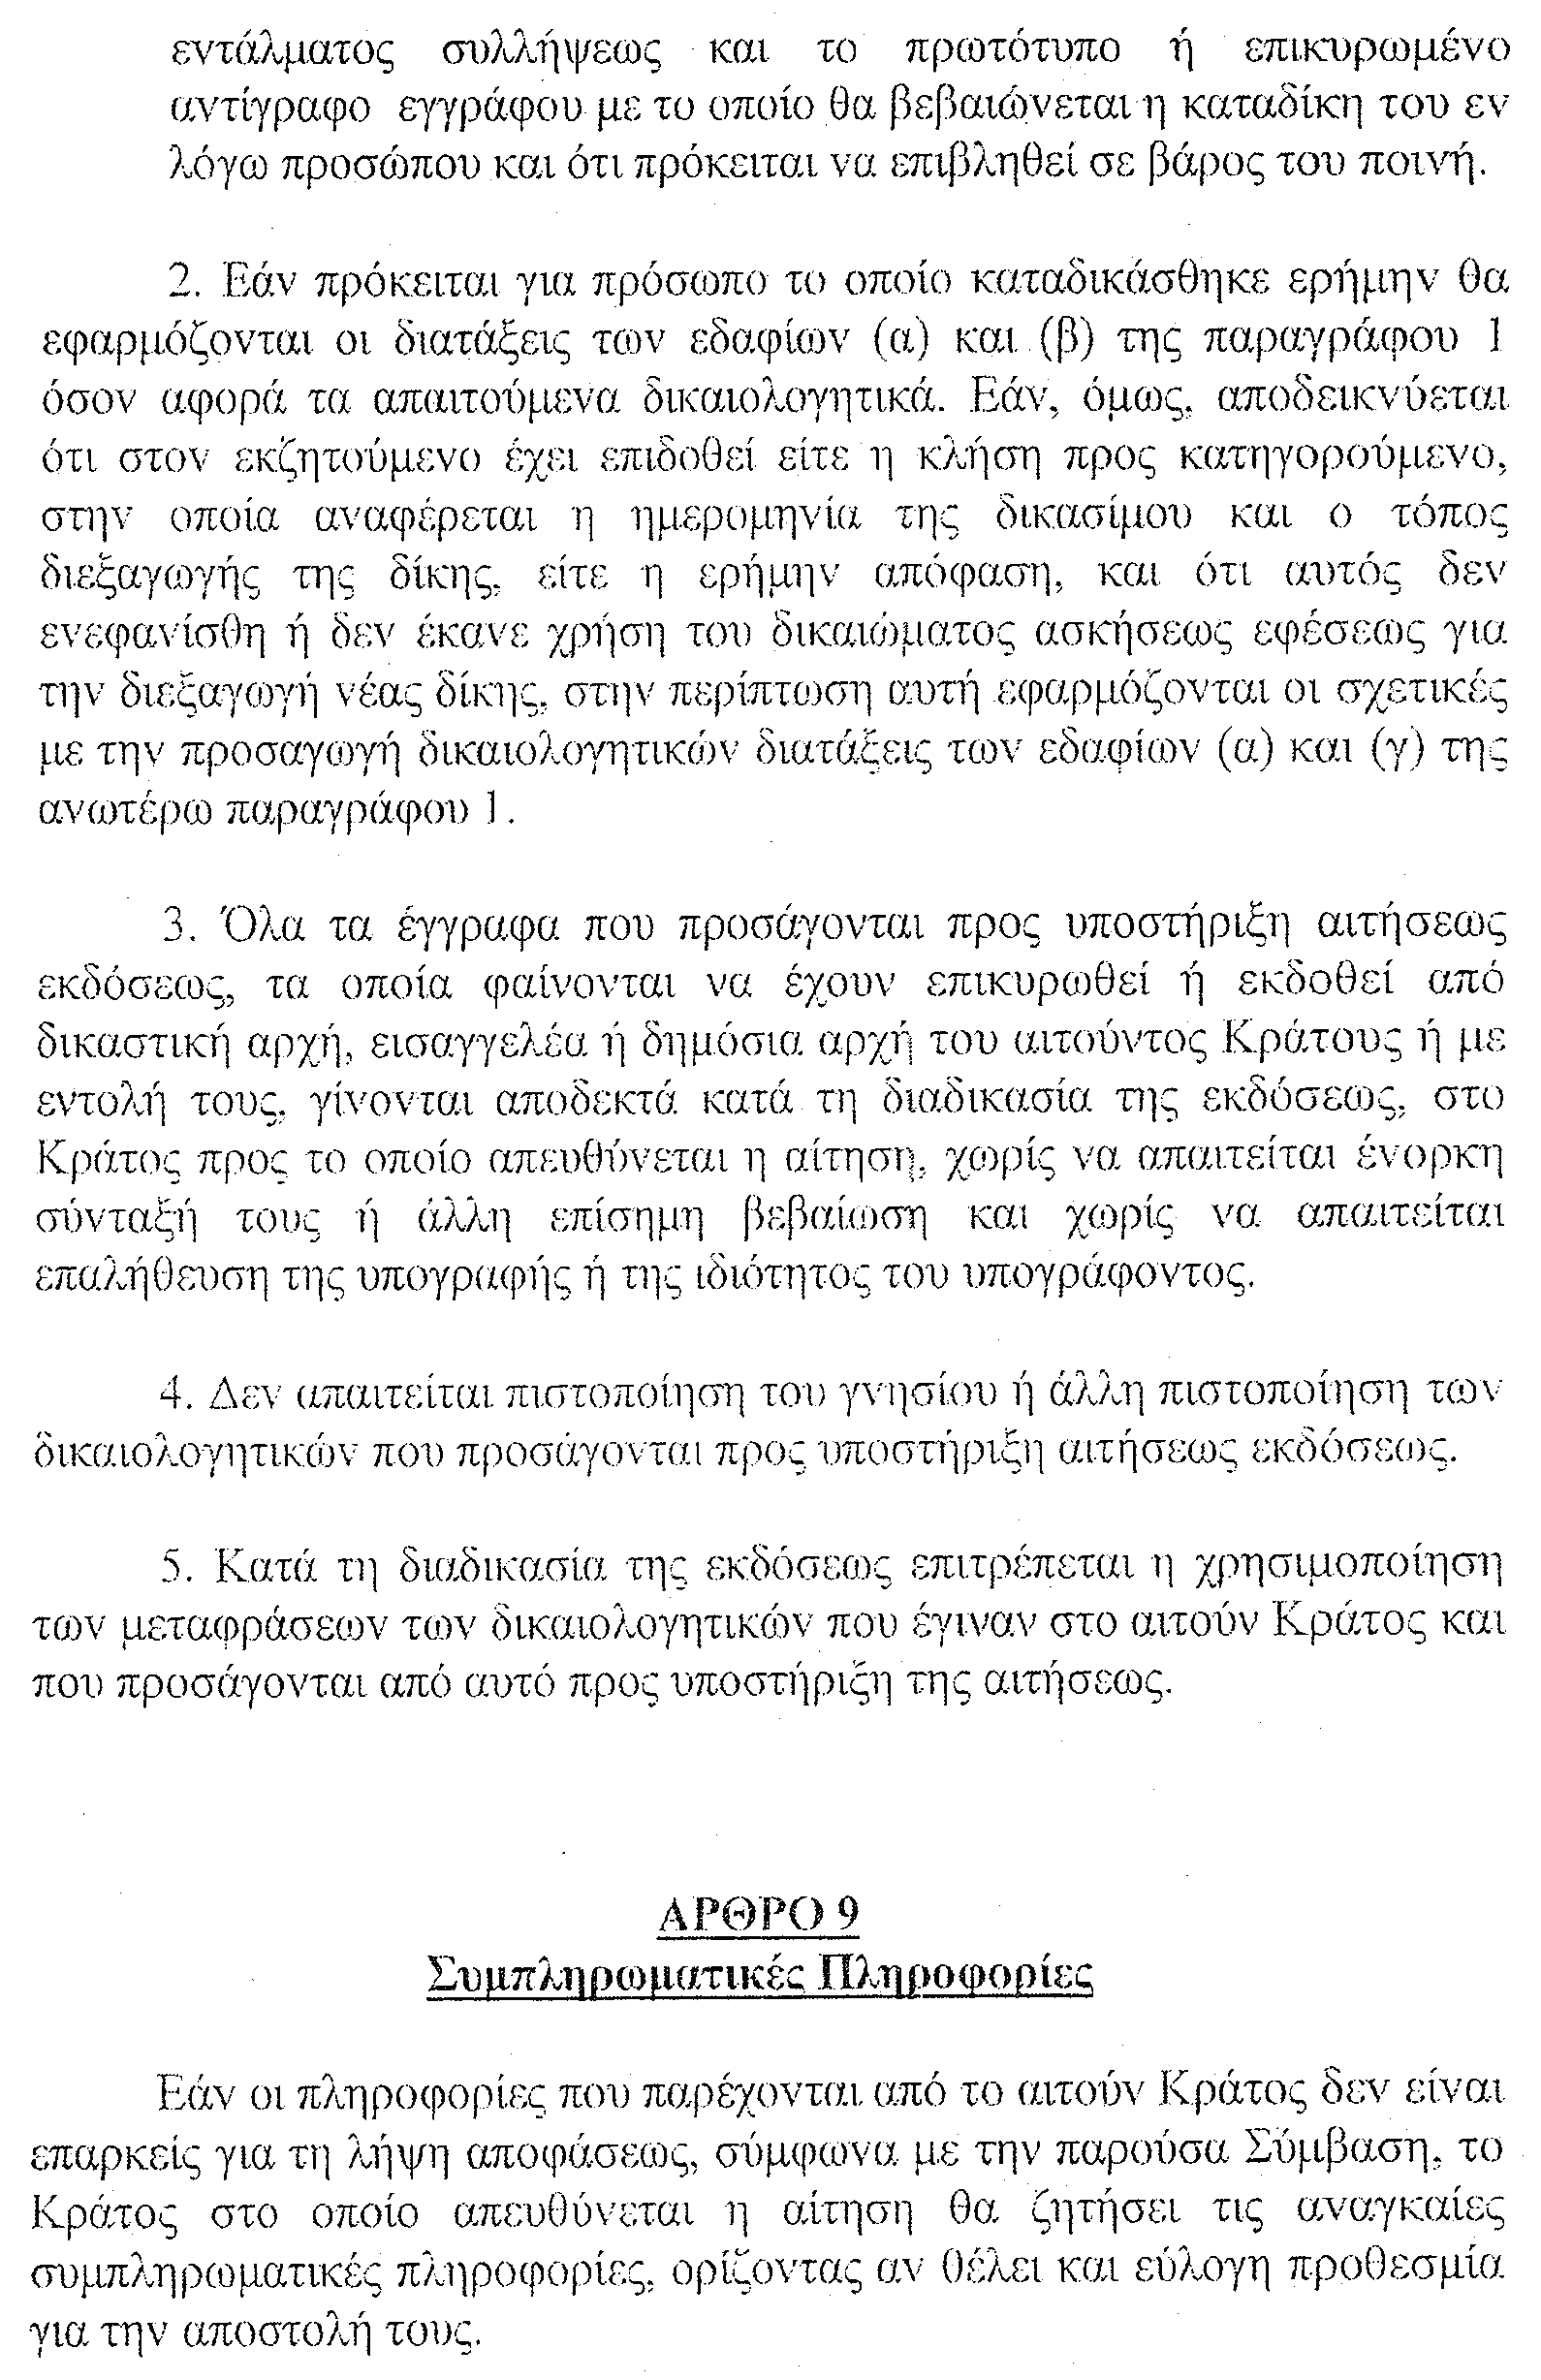 εντάλματος συλλήψεως και το πρωτότυπο ή επικυρωμένο
αντίγραφο εγγράφου με το οποίο θα βεβαιώνεται η καταδίκη του εν
λόγω προσώπου και ότι πρόκειται να επιβληθεί σε βάρος του ποινή.
2. Εάν πρόκειται για πρόσωπο το οποίο καταδικάσθηκε ερήμην θα
εφαρμόζονται οι διατάξεις των εδαφίων (α) και (β) της παραγράφου 1
όσον αφορά τα απαιτούμενα δικαιολογητικά. Εάν, όμως, αποδεικνύεται
ότι στον εκζητούμενο έχει επιδοθεί είτε η κλήση προς κατηγορούμενο,
στην οποία αναφέρεται η ημερομηνία της δικασίμου και ο τόπος
διεξαγωγής της δίκης, είτε η ερήμην απόφαση, και ότι αυτός δεν
ενεφανίσθη ή δεν έκανε χρήση του δικαιώματος ασκήσεως εφέσεως για
την διεξαγωγή νέας δίκης, στην περίπτωση αυτή εφαρμόζονται οι σχετικές
με την προσαγωγή δικαιολογητικών διατάξεις των εδαφίων (α) και (γ) της
ανωτέρω παραγράφου 1.
3. Όλα τα έγγραφα που προσάγονται προς υποστήριξη αιτήσεως
εκδόσεως, τα οποία φαίνονται να έχουν επικυρωθεί ή εκδοθεί από
δικαστική αρχή, εισαγγελέα ή δημόσια αρχή του αιτούντος Κράτους ή με
εντολή τους, γίνονται αποδεκτά κατά τη διαδικασία της εκδόσεως, στο
Κράτος προς το οποίο απευθύνεται η αίτηση, χωρίς να απαιτείται ένορκη
σύνταξή τους ή άλλη επίσημη βεβαίωση και χωρίς να απαιτείται
επαλήθευση της υπογραφής ή της ιδιότητος του υπογράφοντος.
4. Δεν απαιτείται πιστοποίηση του γνησίου ή άλλη πιστοποίηση των
δικαιολογητικών που προσάγονται προς υποστήριξη αιτήσεως εκδόσεως.
5. Κατά τη διαδικασία της εκδόσεως επιτρέπεται η χρησιμοποίηση
των μεταφράσεων των δικαιολογητικών που έγιναν στο αιτούν Κράτος και
που προσάγονται από αυτό προς υποστήριξη της αιτήσεως.
ΑΡΘΡΟ 9
Συμπληρωματικές Πληροφορίες
Εάν οι πληροφορίες που παρέχονται από το αιτούν Κράτος δεν είναι
επαρκείς για τη λήψη αποφάσεως, σύμφωνα με την παρούσα Σύμβαση, το
Κράτος στο οποίο απευθύνεται η αίτηση θα ζητήσει τις αναγκαίες
συμπληρωματικές πληροφορίες, ορίζοντας αν θέλει και εύλογη προθεσμία
για την αποστολή τους.